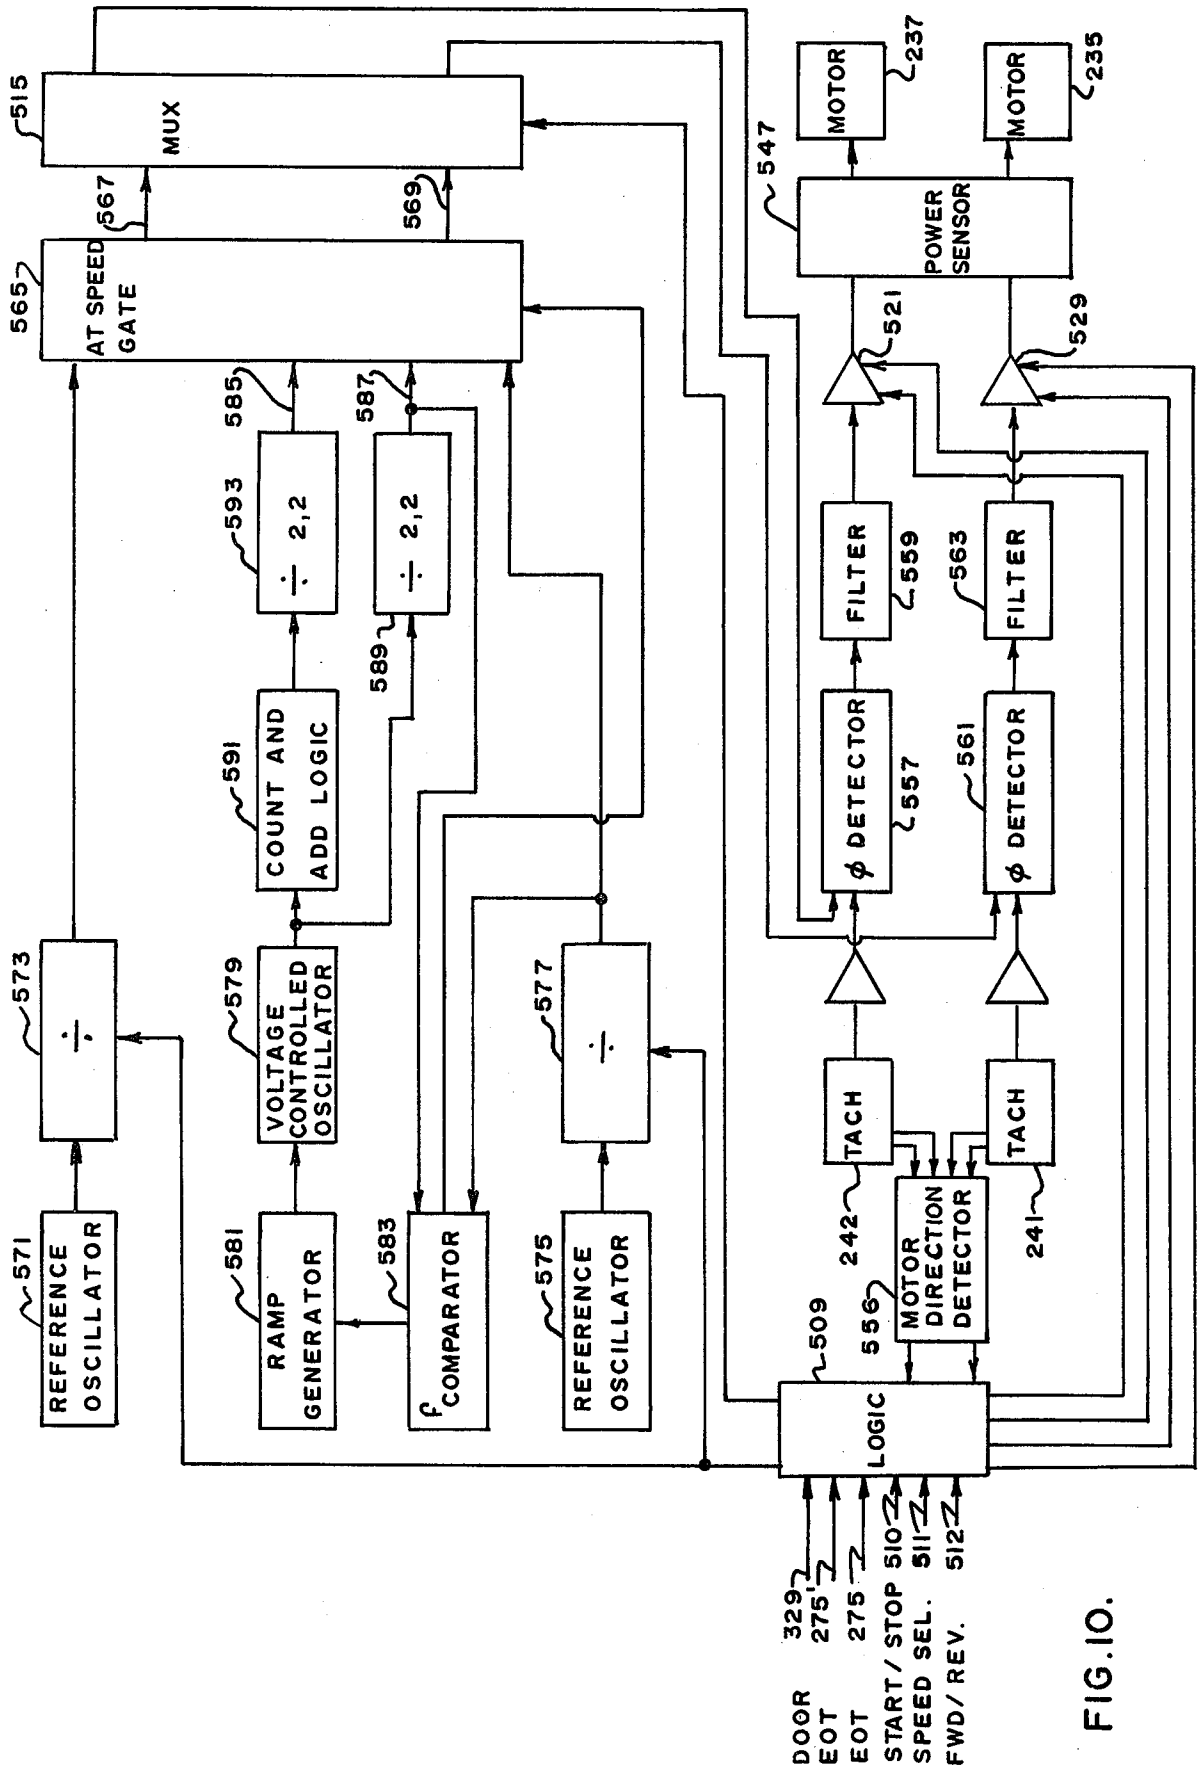 571
REFERENCE
OSCILLATOR
573
÷
565
AT SPEED
GATE
515
MUX
567
569
581
RAMP
GENERATOR
579
VOLTAGE
CONTROLLED
OSCILLATOR
591
COUNT AND
ADD LOGIC
593
÷ 2,2
585
583
f COMPARATOR
589
÷ 2,2
587
575
REFERENCE
OSCILLATOR
577
÷
509
LOGIC
DOOR 329
EOT 275'
EOT 275
START/STOP 510
SPEED SEL. 511
FWD/REV. 512
556
MOTOR
DIRECTION
DETECTOR
242
TACH
241
TACH
ϕ DETECTOR
557
FILTER
559
521
561
ϕ DETECTOR
563
FILTER
529
547
POWER
SENSOR
MOTOR
237
MOTOR
235
FIG.10.